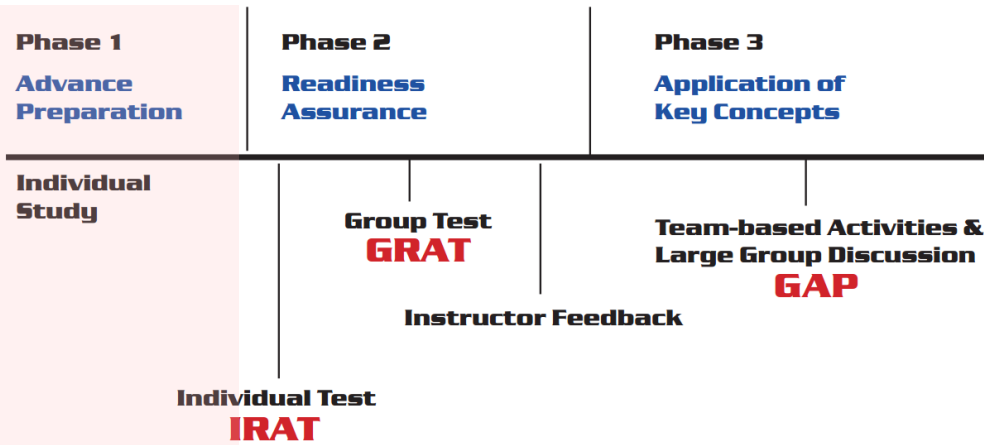 Phase 1
Advance
Preparation
Phase 2
Readiness
Assurance
Phase 3
Application of
Key Concepts
Individual
Study
Individual Test
IRAT
Group Test
GRAT
Instructor Feedback
Team-based Activities &
Large Group Discussion
GAP